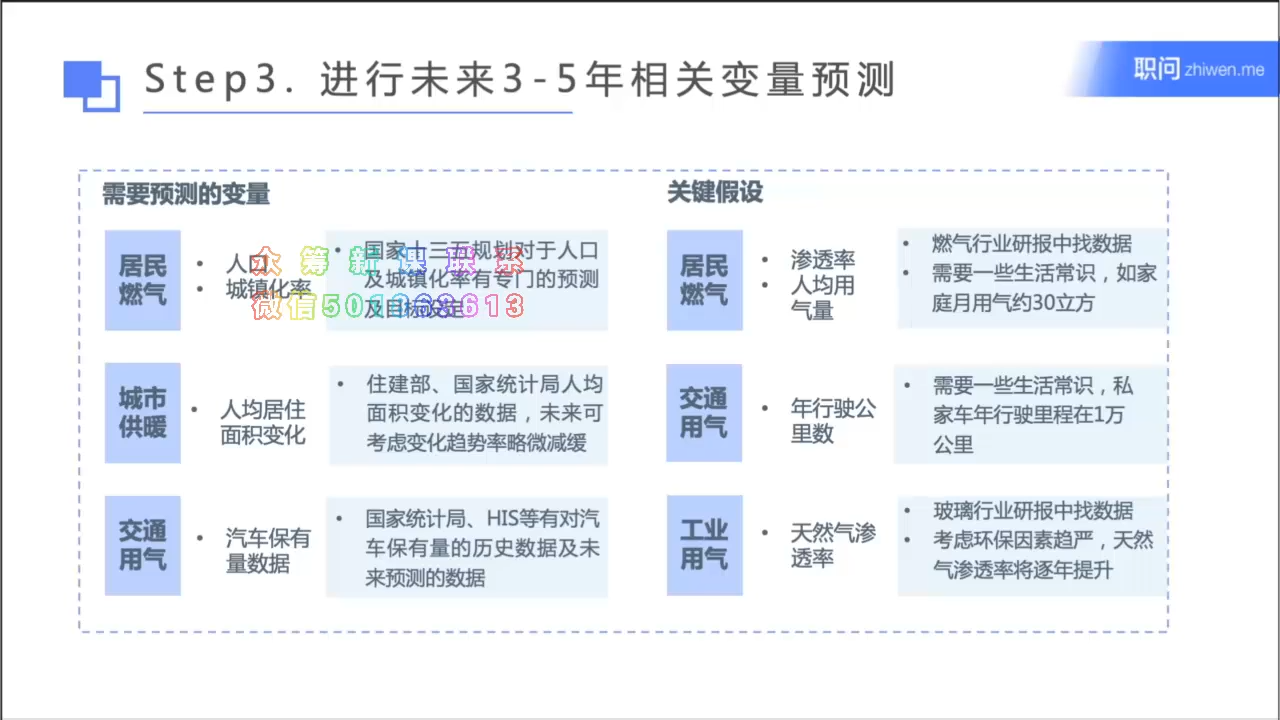 Step3. 进行未来3-5年相关变量预测
职问 zhiwen.me
需要预测的变量
居民
燃气
• 人口
• 城镇化率
• 国家十三五规划对于人口
及城镇化率有专门的预测
及目标设定
众筹新课联系
微信501863613
城市
供暖
• 人均居住
面积变化
• 住建部、国家统计局人均
面积变化的数据，未来可
考虑变化趋势率略微减缓
交通
用气
• 汽车保有
量数据
• 国家统计局、HIS等有对汽
车保有量的历史数据及未
来预测的数据
关键假设
居民
燃气
• 渗透率
• 人均用
气量
• 燃气行业研报中找数据
• 需要一些生活常识，如家
庭月用气约30立方
交通
用气
• 年行驶公
里数
• 需要一些生活常识，私
家车年行驶里程在1万
公里
工业
用气
• 天然气渗
透率
• 玻璃行业研报中找数据
• 考虑环保因素趋严，天然
气渗透率将逐年提升